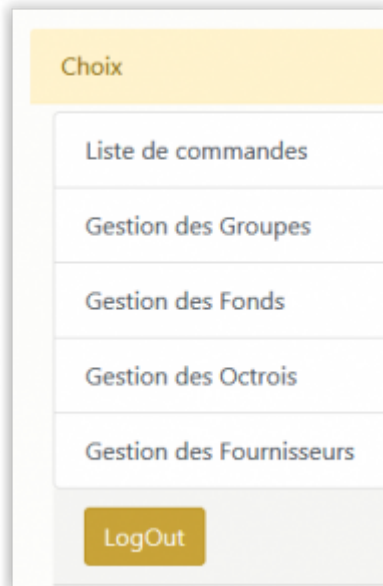 Choix
Liste de commandes
Gestion des Groupes
Gestion des Fonds
Gestion des Octrois
Gestion des Fournisseurs
LogOut